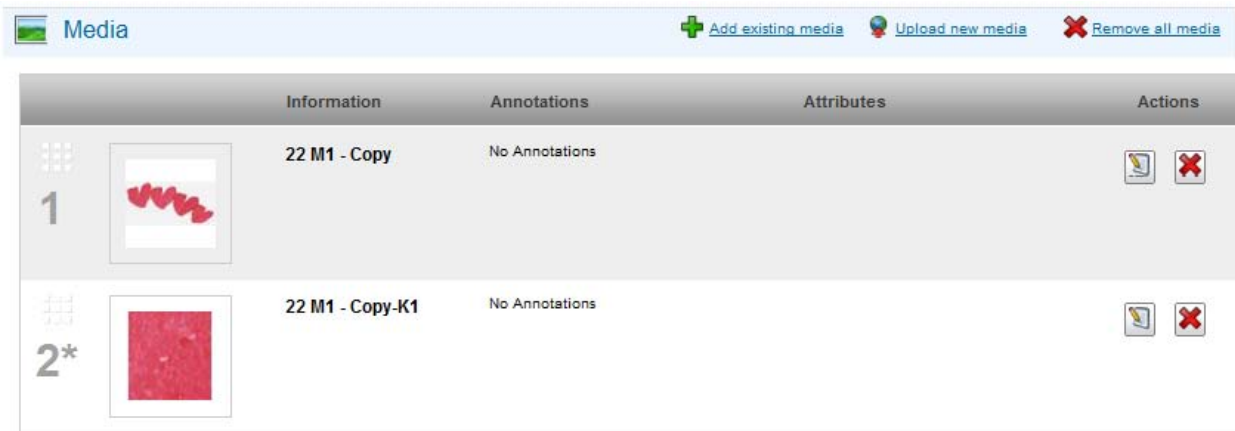 Media Add existing media Upload new media Remove all media
Information Annotations Attributes Actions
1 22 M1 - Copy No Annotations
2* 22 M1 - Copy-K1 No Annotations